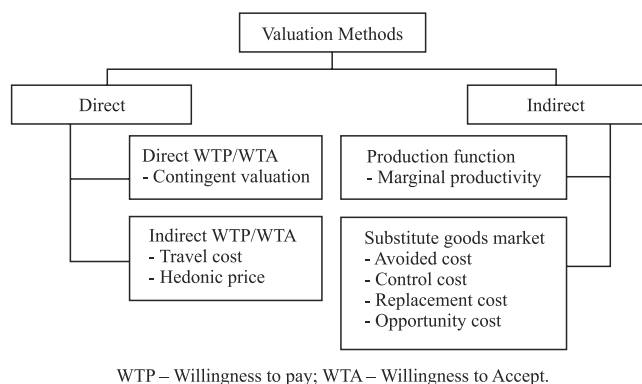 Valuation Methods
Direct
Indirect
Direct WTP/WTA
- Contingent valuation
Production function
- Marginal productivity
Indirect WTP/WTA
- Travel cost
- Hedonic price
Substitute goods market
- Avoided cost
- Control cost
- Replacement cost
- Opportunity cost
WTP – Willingness to pay; WTA – Willingness to Accept.